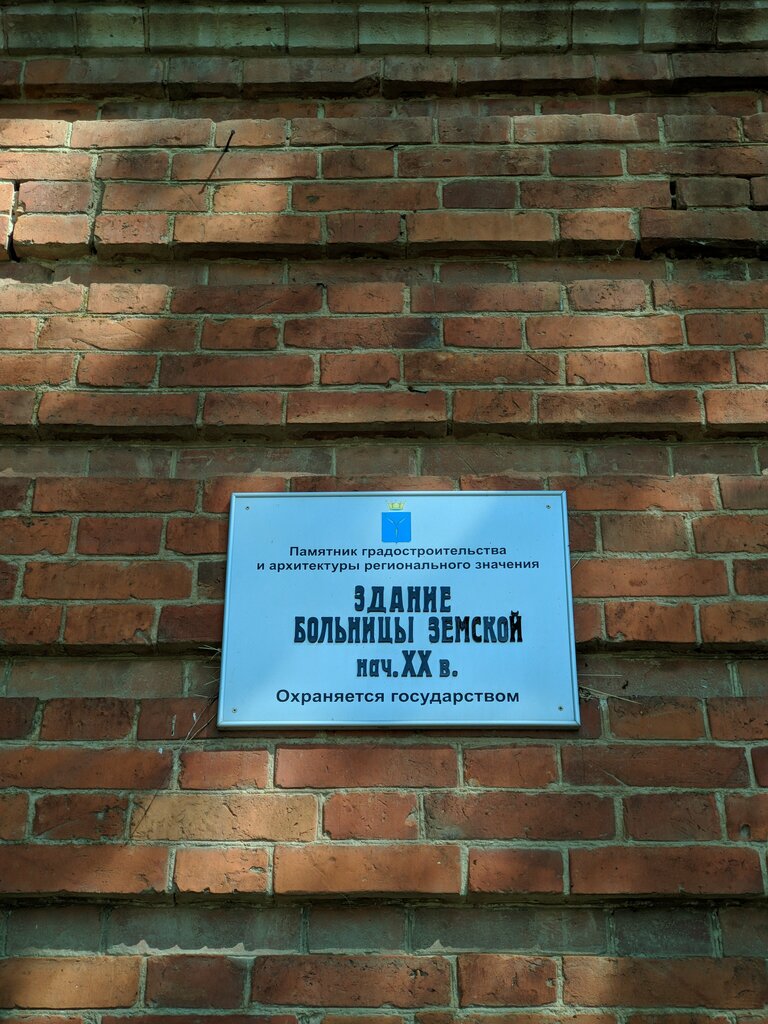 Памятник градостроительства
и архитектуры регионального значения
ЗДАНИЕ
БОЛЬНИЦЫ ЗЕМСКОЙ
нач. XX в.
Охраняется государством